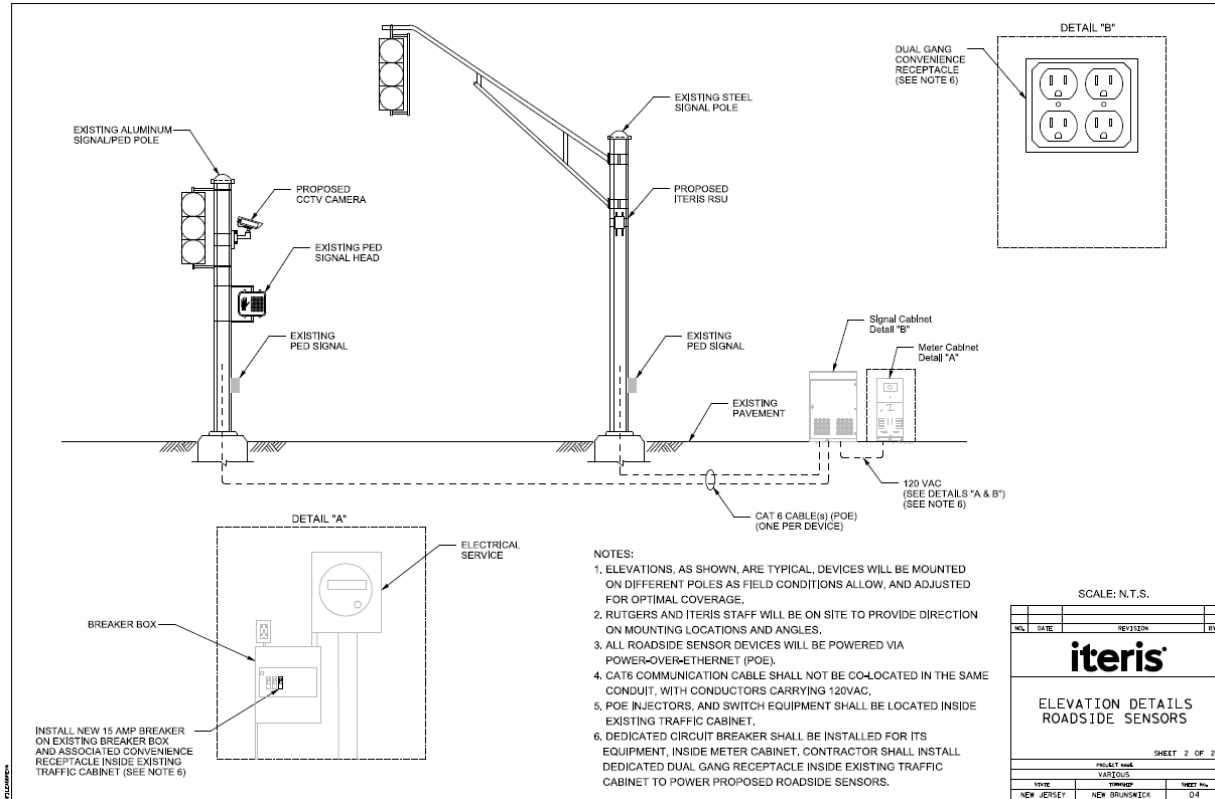 DETAIL "B"
DUAL GANG
CONVENIENCE
RECEPTACLE
(SEE NOTE 6)
EXISTING STEEL
SIGNAL POLE
EXISTING ALUMINUM
SIGNAL/PED POLE
PROPOSED
CCTV CAMERA
PROPOSED
ITERIS RSU
EXISTING PED
SIGNAL HEAD
EXISTING
PED SIGNAL
EXISTING
PED SIGNAL
Signal Cabinet
Detail "B"
Meter Cabinet
Detail "A"
EXISTING
PAVEMENT
120 VAC
(SEE DETAILS "A & B")
(SEE NOTE 6)
CAT 6 CABLE(s) (POE)
(ONE PER DEVICE)
DETAIL "A"
ELECTRICAL
SERVICE
BREAKER BOX
INSTALL NEW 15 AMP BREAKER
ON EXISTING BREAKER BOX
AND ASSOCIATED CONVENIENCE
RECEPTACLE INSIDE EXISTING
TRAFFIC CABINET (SEE NOTE 6)
NOTES:
1. ELEVATIONS, AS SHOWN, ARE TYPICAL. DEVICES WILL BE MOUNTED
ON DIFFERENT POLES AS FIELD CONDITIONS ALLOW, AND ADJUSTED
FOR OPTIMAL COVERAGE.
2. RUTGERS AND ITERIS STAFF WILL BE ON SITE TO PROVIDE DIRECTION
ON MOUNTING LOCATIONS AND ANGLES.
3. ALL ROADSIDE SENSOR DEVICES WILL BE POWERED VIA
POWER-OVER-ETHERNET (POE).
4. CAT6 COMMUNICATION CABLE SHALL NOT BE CO-LOCATED IN THE SAME
CONDUIT, WITH CONDUCTORS CARRYING 120VAC.
5. POE INJECTORS, AND SWITCH EQUIPMENT SHALL BE LOCATED INSIDE
EXISTING TRAFFIC CABINET.
6. DEDICATED CIRCUIT BREAKER SHALL BE INSTALLED FOR ITS
EQUIPMENT, INSIDE METER CABINET. CONTRACTOR SHALL INSTALL
DEDICATED DUAL GANG RECEPTACLE INSIDE EXISTING TRAFFIC
CABINET TO POWER PROPOSED ROADSIDE SENSORS.
SCALE: N.T.S.
NO. DATE REVISION BY
iteris
ELEVATION DETAILS
ROADSIDE SENSORS
SHEET 2 OF 2
PROJECT NAME
VARIOUS
STATE TOWNSHIP SHEET No.
NEW JERSEY NEW BRUNSWICK 04